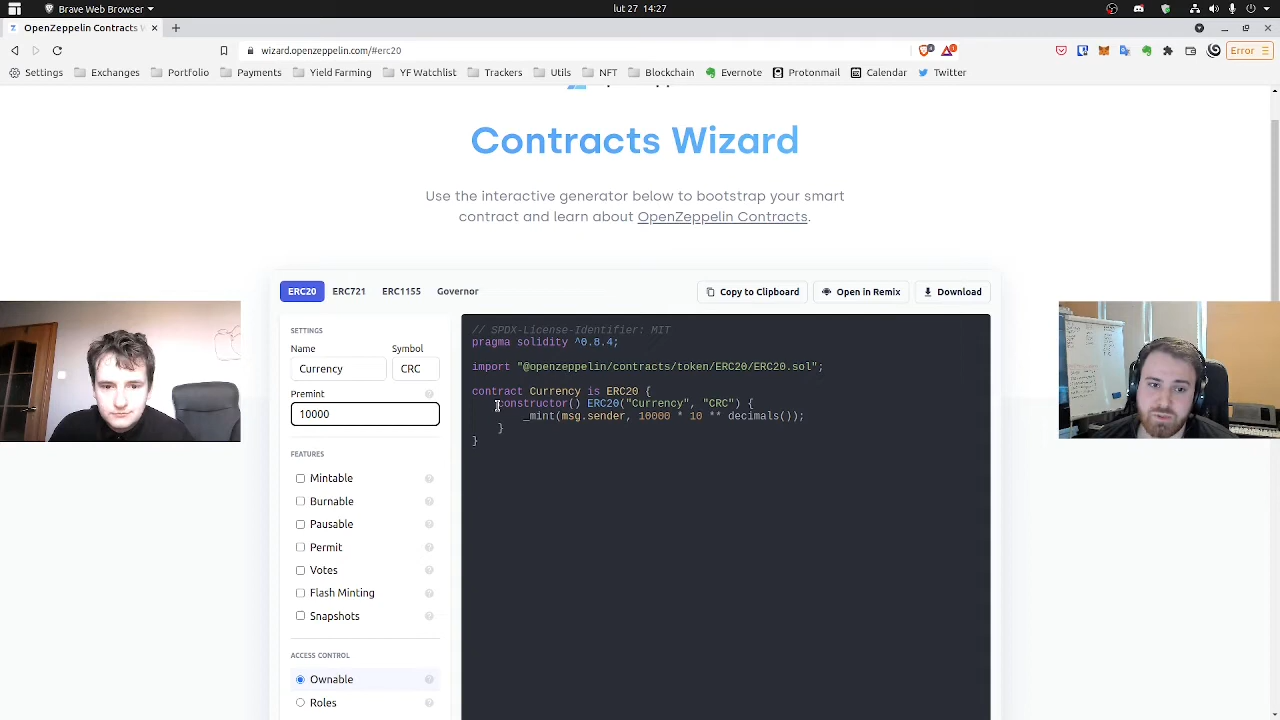 Brave Web Browser
lut 27 14:27
OpenZeppelin Contracts W
wizard.openzeppelin.com/#erc20
Error
Settings Exchanges Portfolio Payments Yield Farming YF Watchlist Trackers Utils NFT Blockchain Evernote Protonmail Calendar Twitter
Contracts Wizard
Use the interactive generator below to bootstrap your smart
contract and learn about OpenZeppelin Contracts.
ERC20 ERC721 ERC1155 Governor
Copy to Clipboard Open in Remix Download
SETTINGS
Name Symbol
Currency CRC
Premint
10000
FEATURES
Mintable
Burnable
Pausable
Permit
Votes
Flash Minting
Snapshots
ACCESS CONTROL
Ownable
Roles
// SPDX-License-Identifier: MIT
pragma solidity ^0.8.4;
import "@openzeppelin/contracts/token/ERC20/ERC20.sol";
contract Currency is ERC20 {
constructor() ERC20("Currency", "CRC") {
_mint(msg.sender, 10000 * 10 ** decimals());
}
}